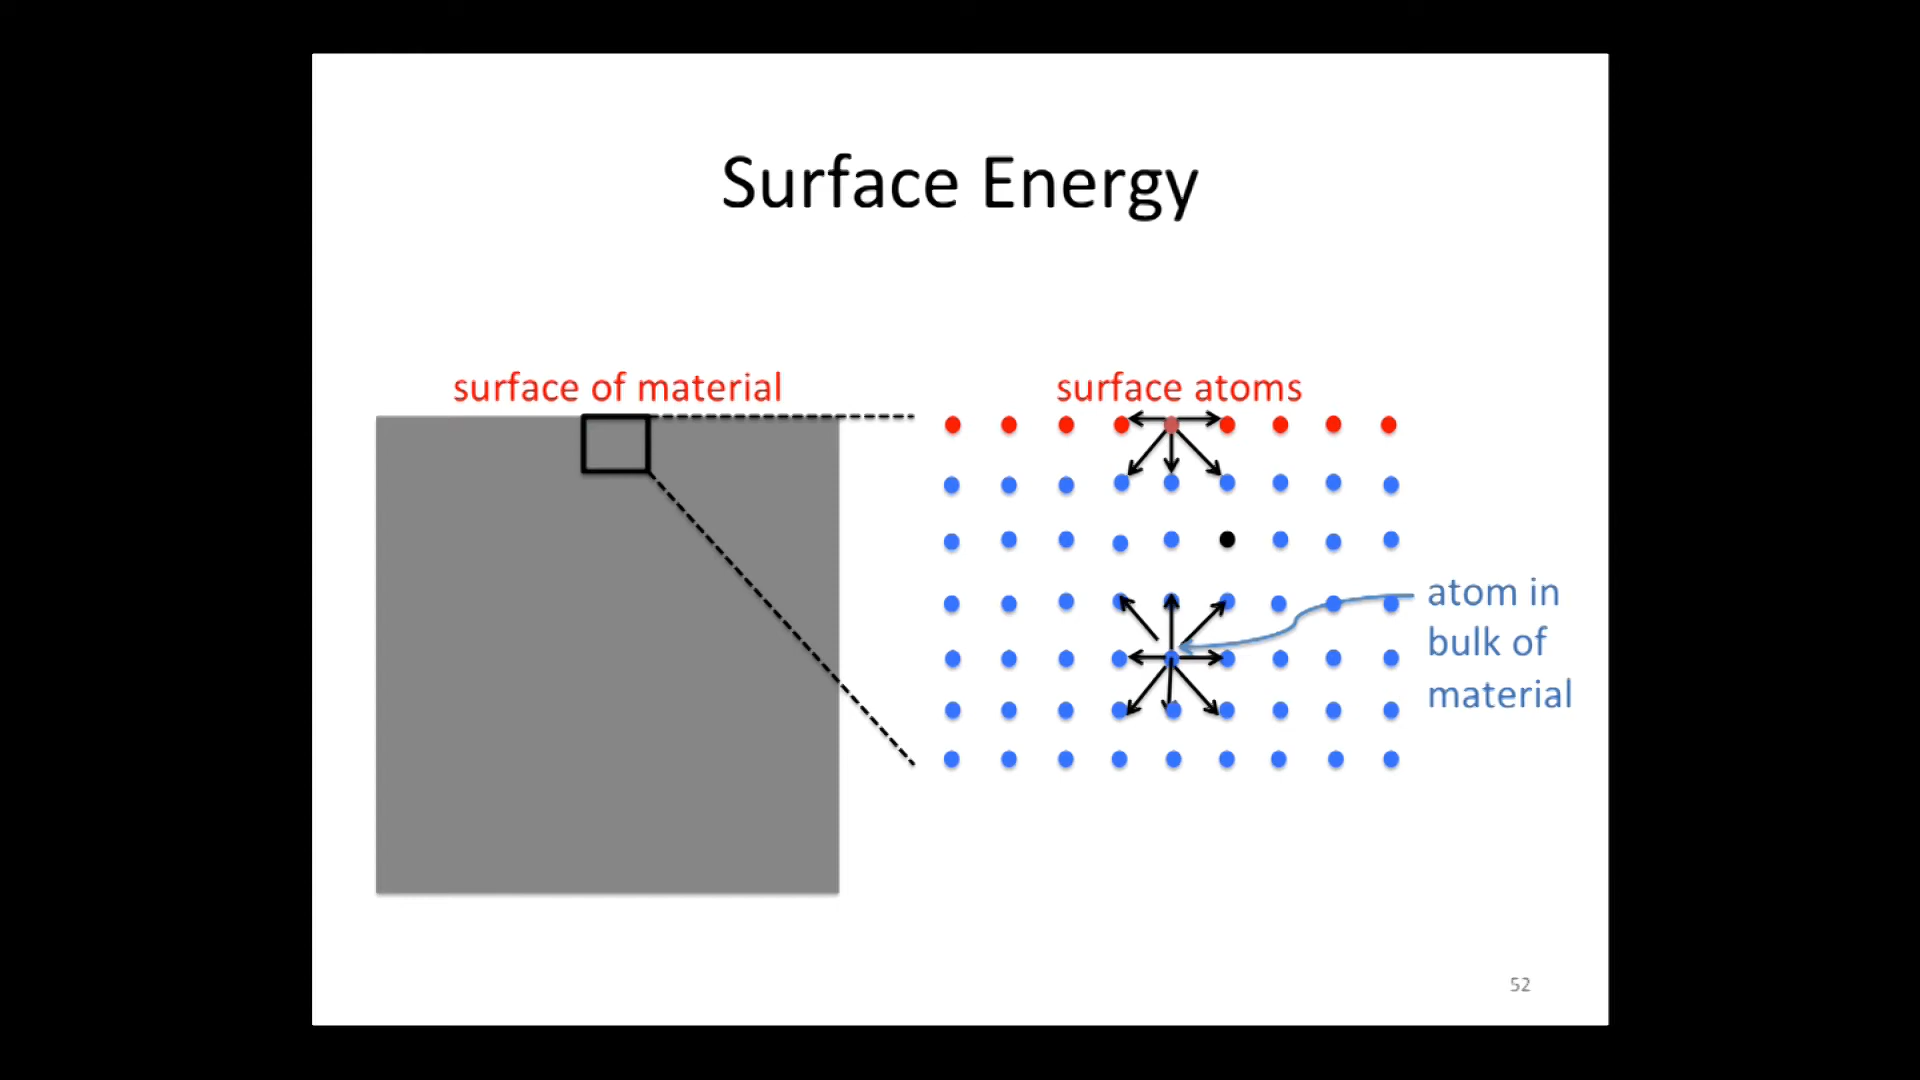 Surface Energy
surface of material
surface atoms
atom in
bulk of
material
52